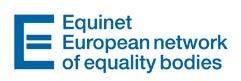 Equinet
European network
of equality bodies